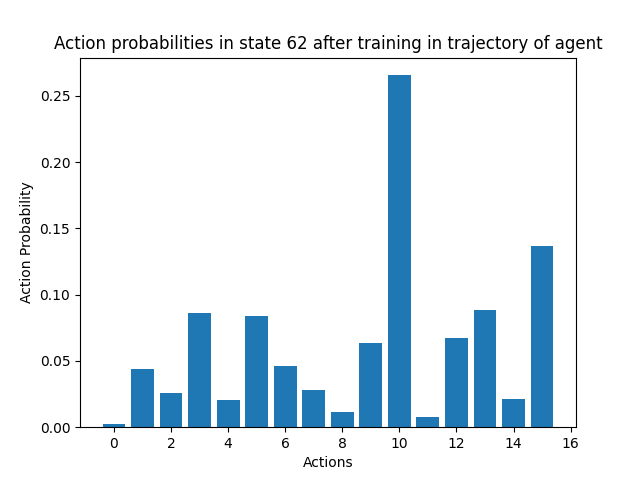 Action probabilities in state 62 after training in trajectory of agent
0.25
0.20
0.15
0.10
0.05
0.00
Action Probability
0 2 4 6 8 10 12 14 16
Actions